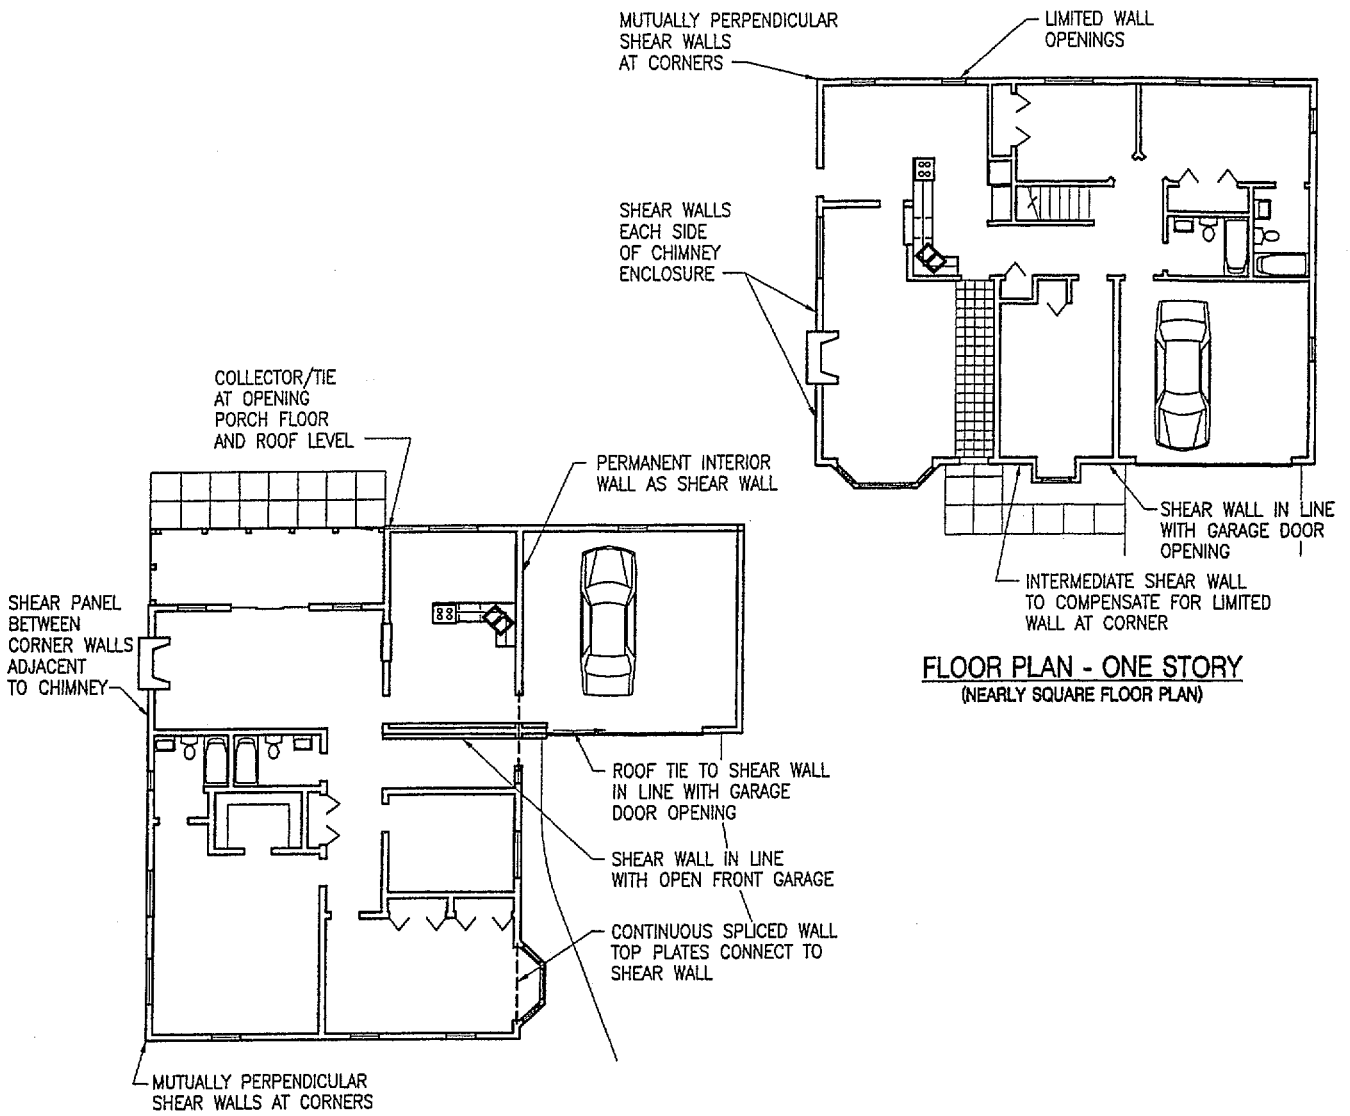 MUTUALLY PERPENDICULAR
SHEAR WALLS
AT CORNERS
LIMITED WALL
OPENINGS
SHEAR WALLS
EACH SIDE
OF CHIMNEY
ENCLOSURE
SHEAR WALL IN LINE
WITH GARAGE DOOR
OPENING
INTERMEDIATE SHEAR WALL
TO COMPENSATE FOR LIMITED
WALL AT CORNER
FLOOR PLAN - ONE STORY
(NEARLY SQUARE FLOOR PLAN)
COLLECTOR/TIE
AT OPENING
PORCH FLOOR
AND ROOF LEVEL
PERMANENT INTERIOR
WALL AS SHEAR WALL
SHEAR PANEL
BETWEEN
CORNER WALLS
ADJACENT
TO CHIMNEY
ROOF TIE TO SHEAR WALL
IN LINE WITH GARAGE
DOOR OPENING
SHEAR WALL IN LINE
WITH OPEN FRONT GARAGE
CONTINUOUS SPLICED WALL
TOP PLATES CONNECT TO
SHEAR WALL
MUTUALLY PERPENDICULAR
SHEAR WALLS AT CORNERS